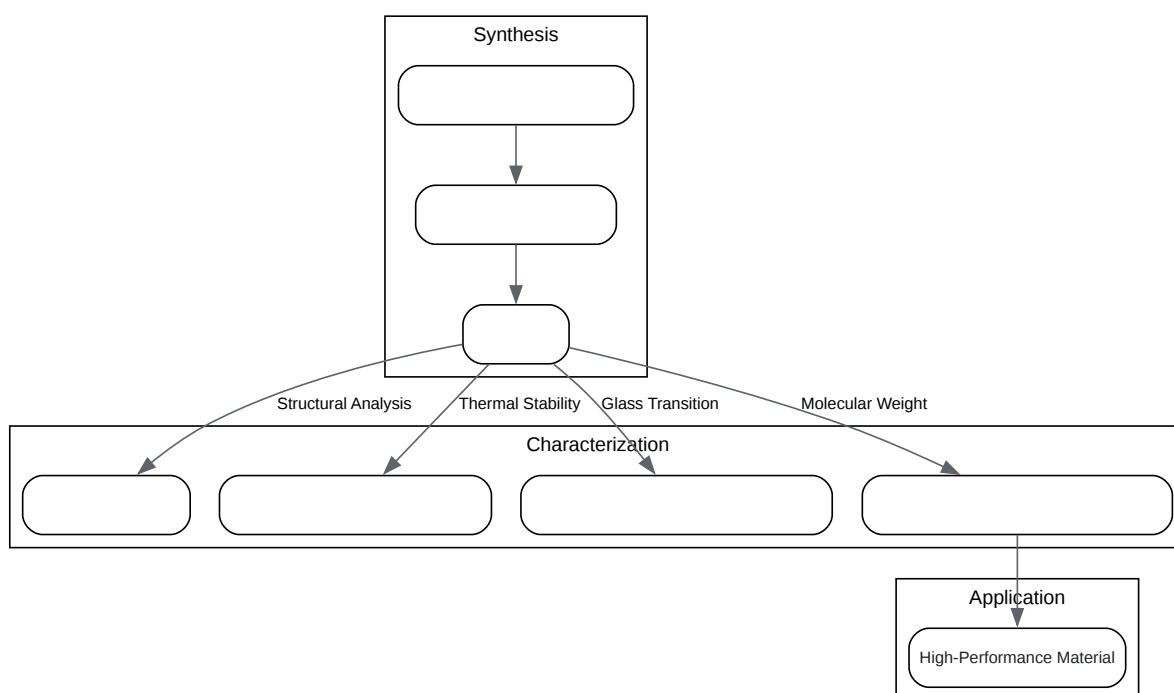 Synthesis
Structural Analysis
Thermal Stability
Glass Transition
Molecular Weight
Characterization
Application
High-Performance Material